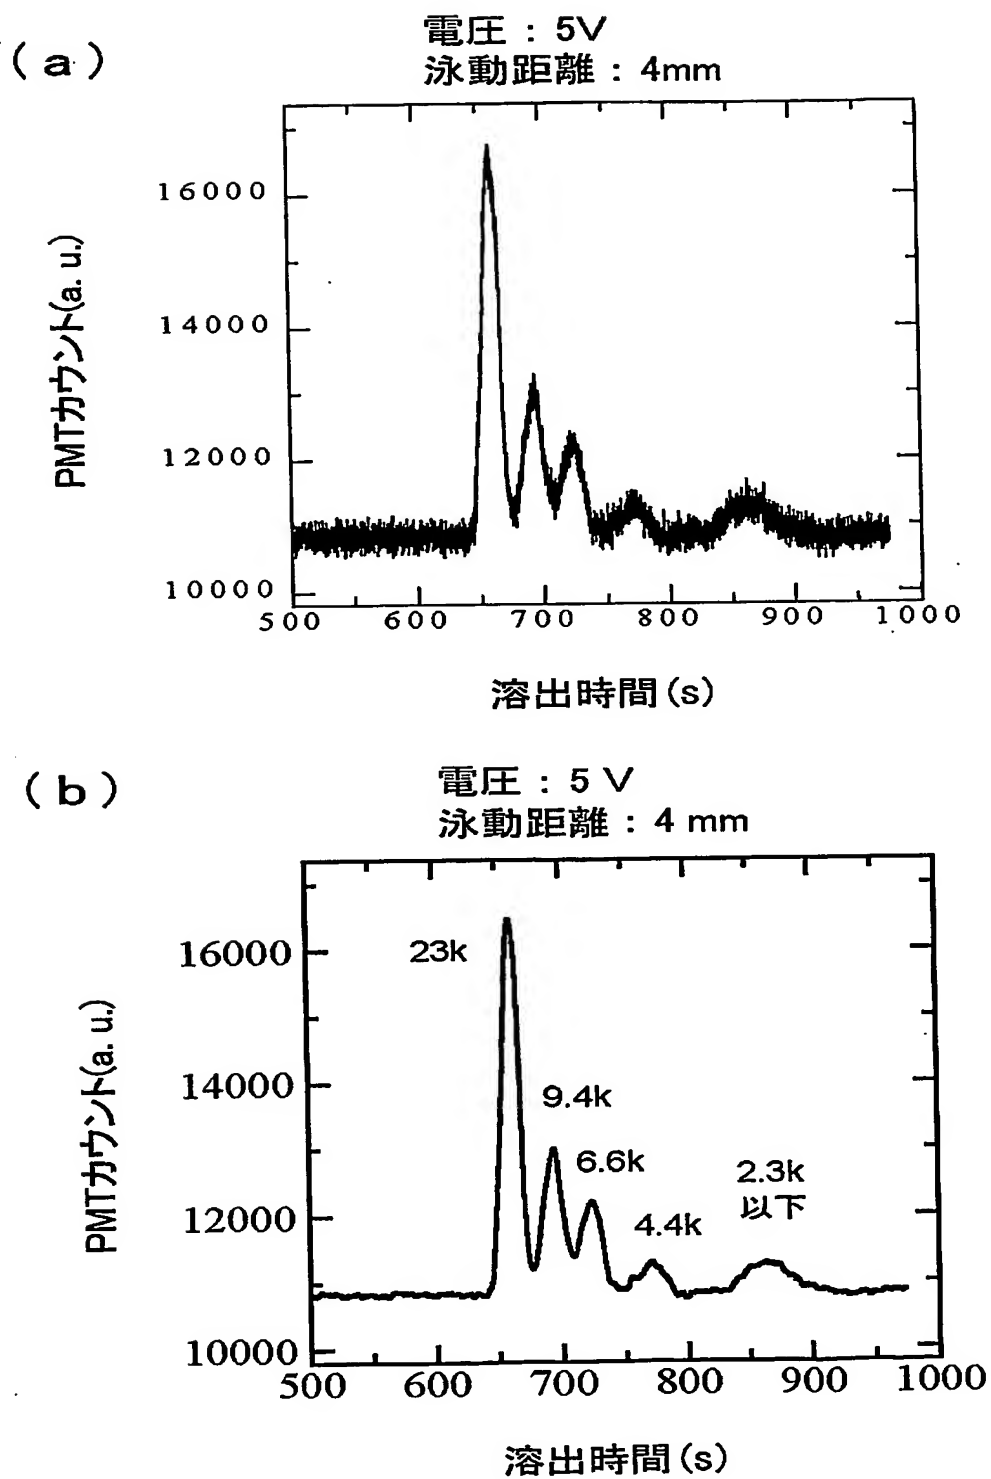 (a)
電圧 : 5V
泳動距離 : 4mm
PMTカウント(a. u.)
16000
14000
12000
10000
500 600 700 800 900 1000
溶出時間(s)
(b)
電圧 : 5 V
泳動距離 : 4 mm
PMTカウント(a. u.)
16000
14000
12000
10000
23k
9.4k
6.6k
4.4k
2.3k
以下
500 600 700 800 900 1000
溶出時間(s)